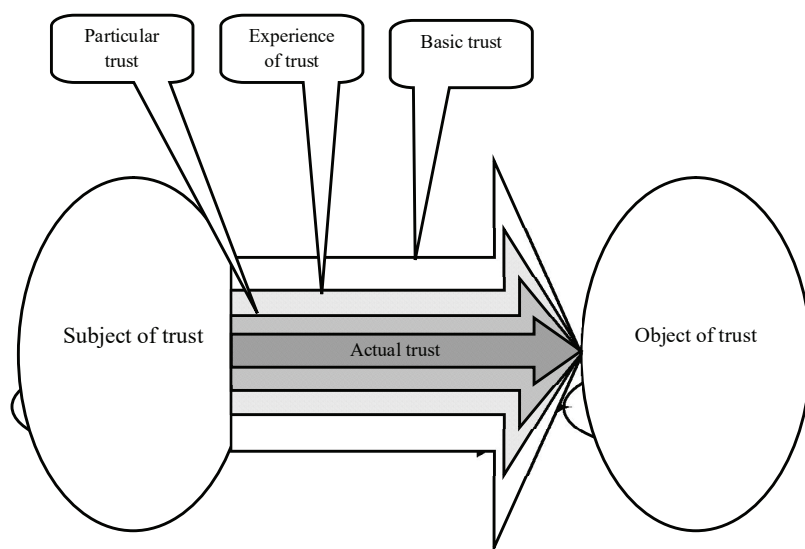 Particular
trust
Experience
of trust
Basic trust
Subject of trust
Actual trust
Object of trust